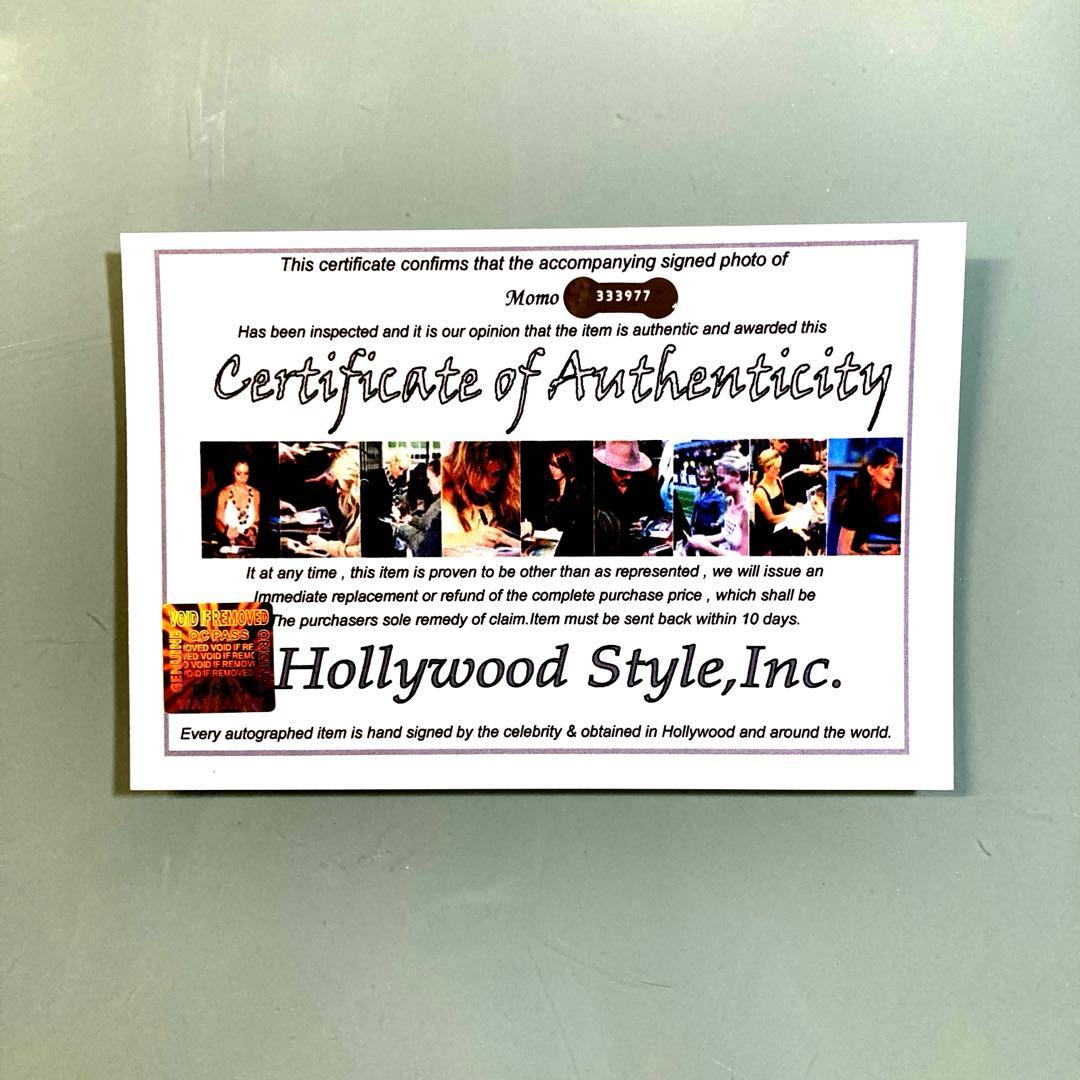 This certificate confirms that the accompanying signed photo of
Momo 333977
Has been inspected and it is our opinion that the item is authentic and awarded this
Certificate of Authenticity
It at any time , this item is proven to be other than as represented , we will issue an
Immediate replacement or refund of the complete purchase price , which shall be
The purchasers sole remedy of claim.Item must be sent back within 10 days.
VOID IF REMOVED
QC PASS
GENUINE
VOID IF REMOVED
WARRANTY
Hollywood Style,Inc.
Every autographed item is hand signed by the celebrity & obtained in Hollywood and around the world.